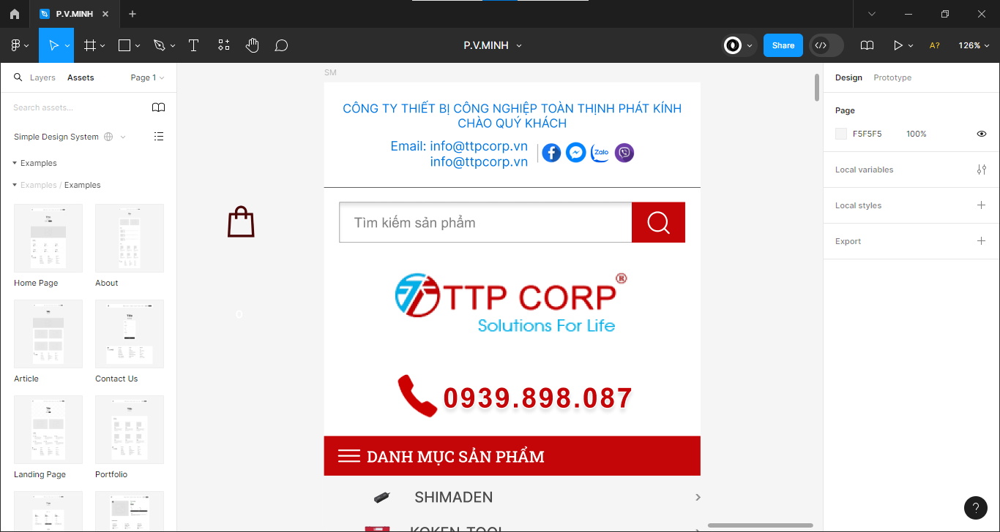 P.V.MINH
P.V.MINH
Share
A?
126%
Layers
Assets
Page 1
Search assets...
Simple Design System
Examples
Examples / Examples
Home Page
About
Article
Contact Us
Landing Page
Portfolio
SM
CÔNG TY THIẾT BỊ CÔNG NGHIỆP TOÀN THỊNH PHÁT KÍNH
CHÀO QUÝ KHÁCH
Email: info@ttpcorp.vn
info@ttpcorp.vn
Zalo
0
Tìm kiếm sản phẩm
TTP CORP®
Solutions For Life
0939.898.087
DANH MỤC SẢN PHẨM
SHIMADEN
KOKEN-TOOL
Design
Prototype
Page
F5F5F5
100%
Local variables
Local styles
Export
?